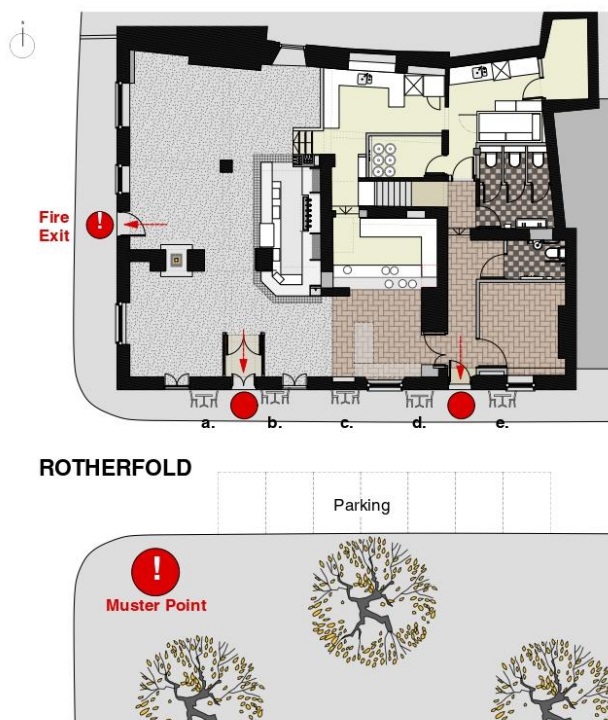 N
!
Fire
Exit
a.
b.
c.
d.
e.
ROTHERFOLD
Parking
!
Muster Point